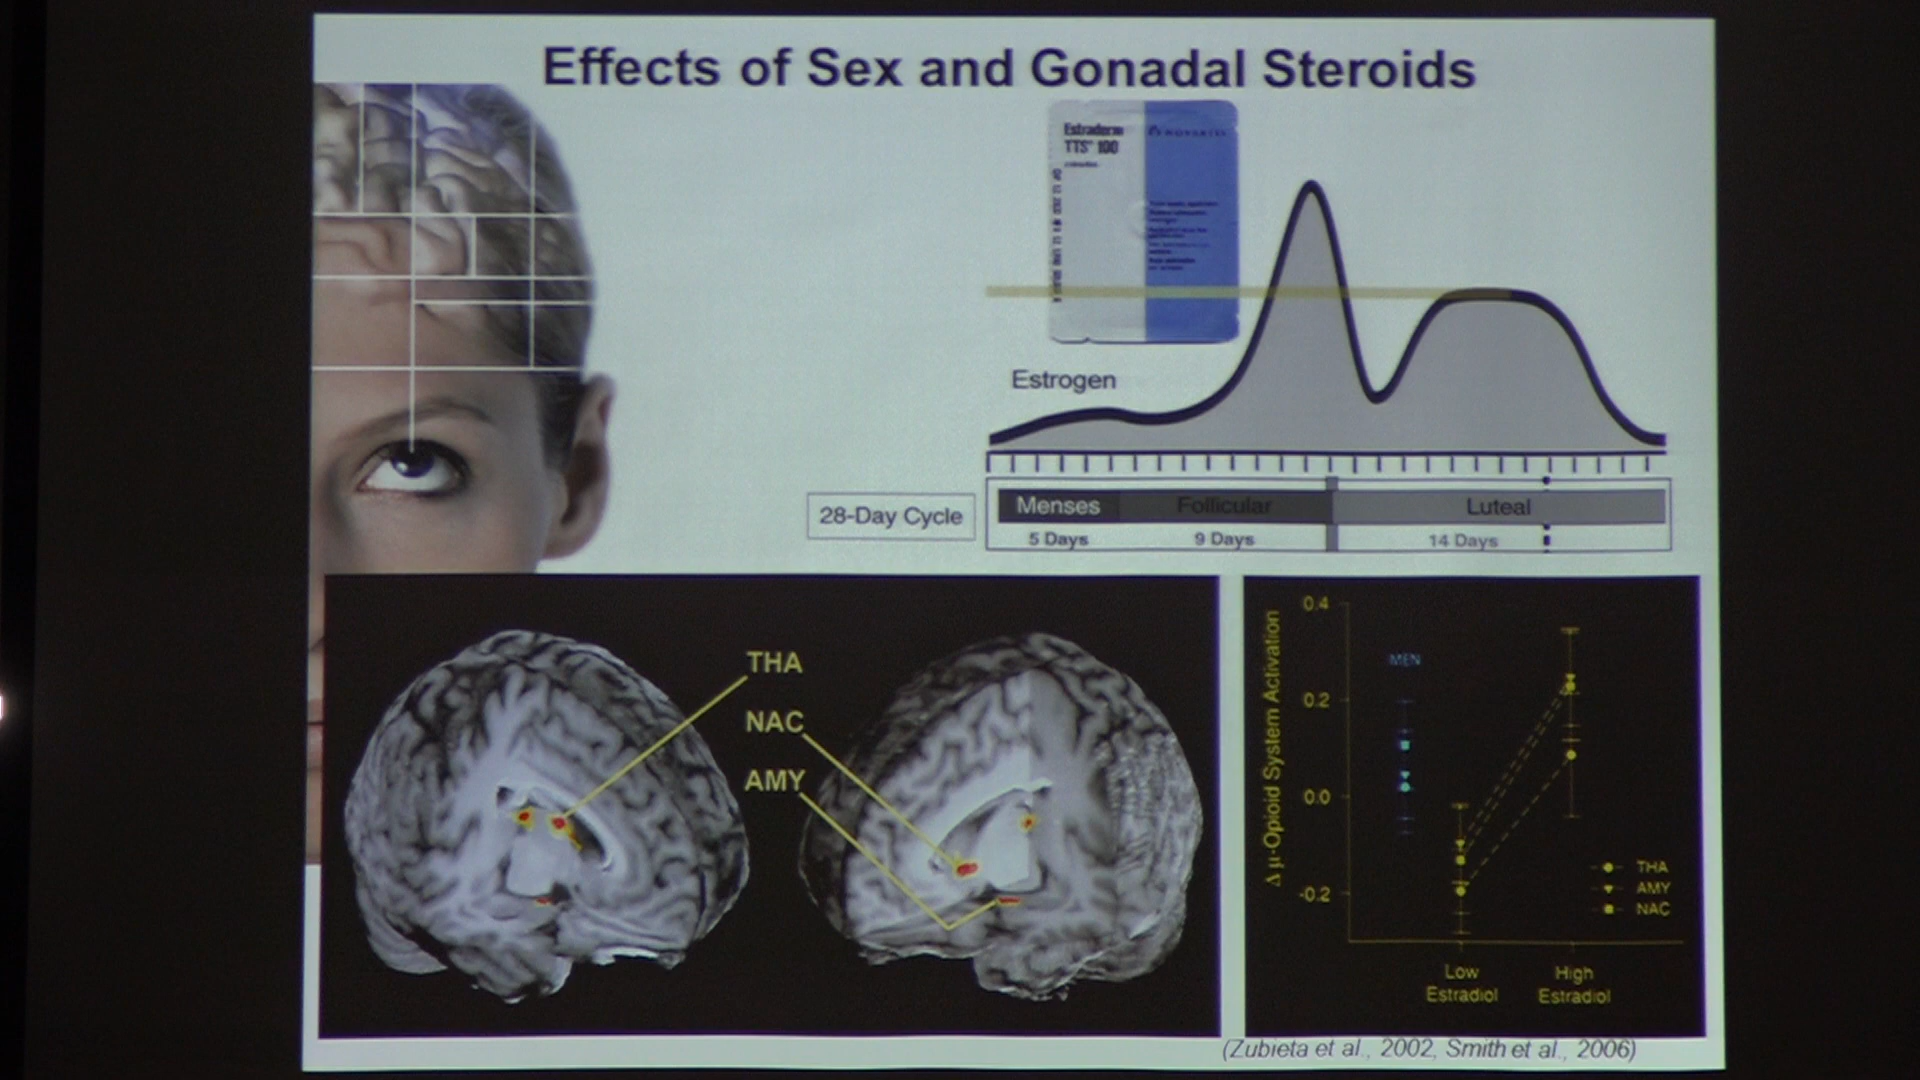 Effects of Sex and Gonadal Steroids
Estraderm
TTS® 100
NOVARTIS
Estrogen
28-Day Cycle
Menses
Follicular
Luteal
5 Days
9 Days
14 Days
THA
NAC
AMY
Δ μ-Opioid System Activation
0.4
0.2
0.0
-0.2
MEN
THA
AMY
NAC
Low
Estradiol
High
Estradiol
(Zubieta et al., 2002, Smith et al., 2006)